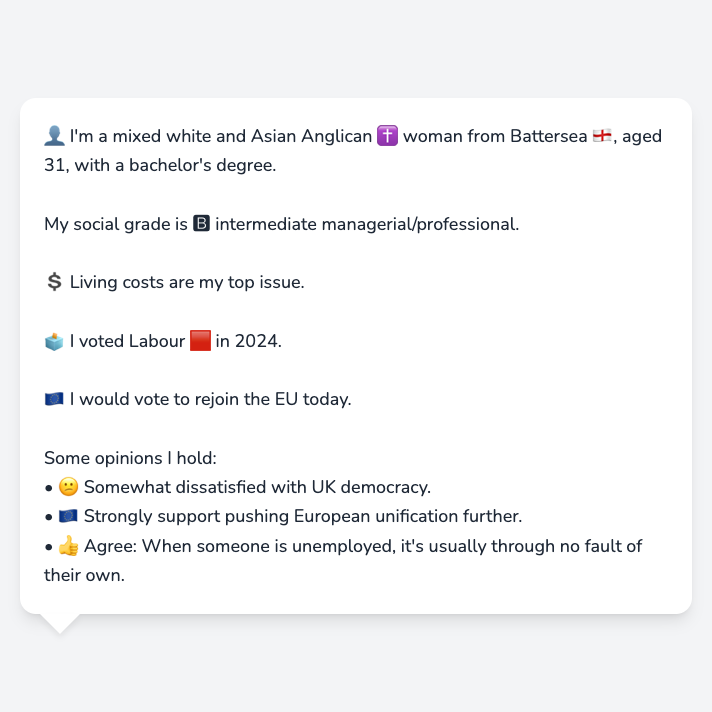 👤 I'm a mixed white and Asian Anglican ✝️ woman from Battersea 🏴󠁧󠁢󠁥󠁮󠁧󠁿, aged
31, with a bachelor's degree.
My social grade is 🅱 intermediate managerial/professional.
💲 Living costs are my top issue.
🗳️ I voted Labour 🟥 in 2024.
🇪🇺 I would vote to rejoin the EU today.
Some opinions I hold:
• 😕 Somewhat dissatisfied with UK democracy.
• 🇪🇺 Strongly support pushing European unification further.
• 👍 Agree: When someone is unemployed, it's usually through no fault of
their own.